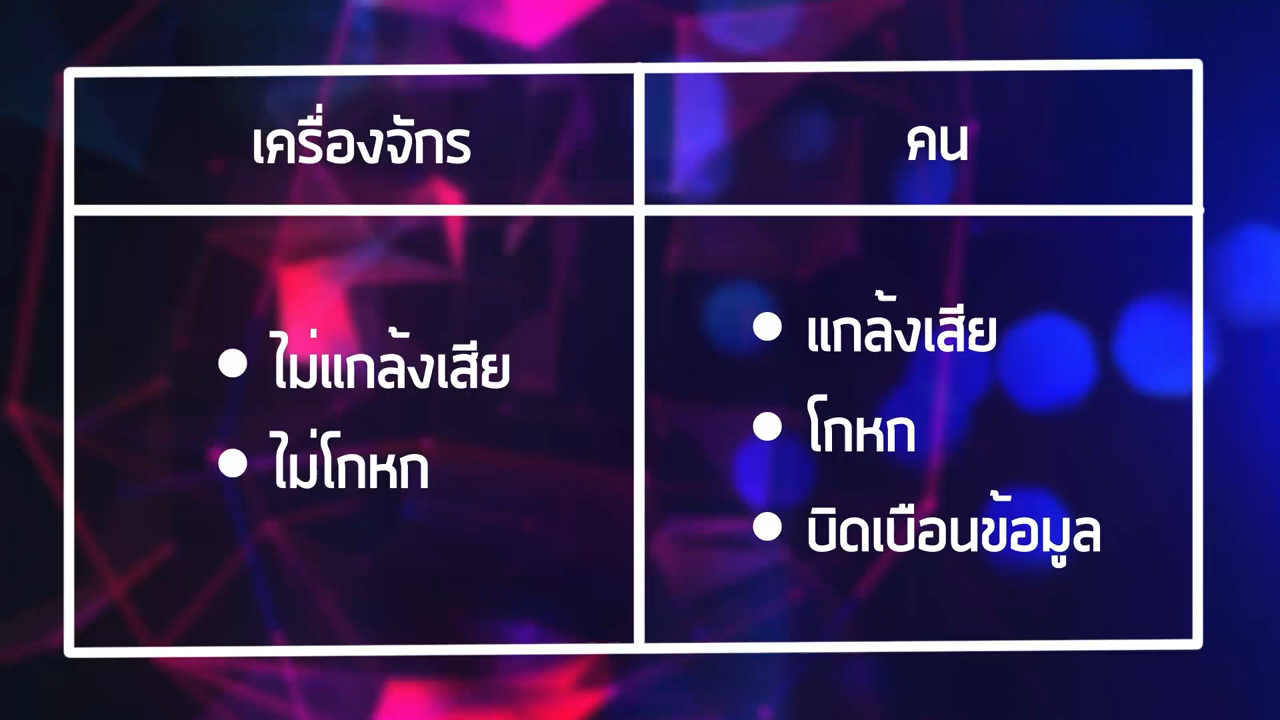 เครื่องจักร
คน
ไม่แกล้งเสีย
ไม่โกหก
แกล้งเสีย
โกหก
บิดเบือนข้อมูล